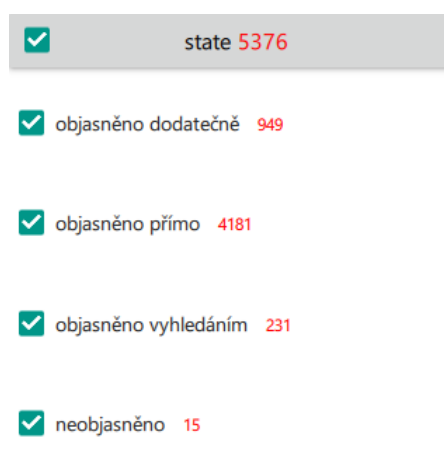 state 5376
objasněno dodatečně 949
objasněno přímo 4181
objasněno vyhledáním 231
neobjasněno 15